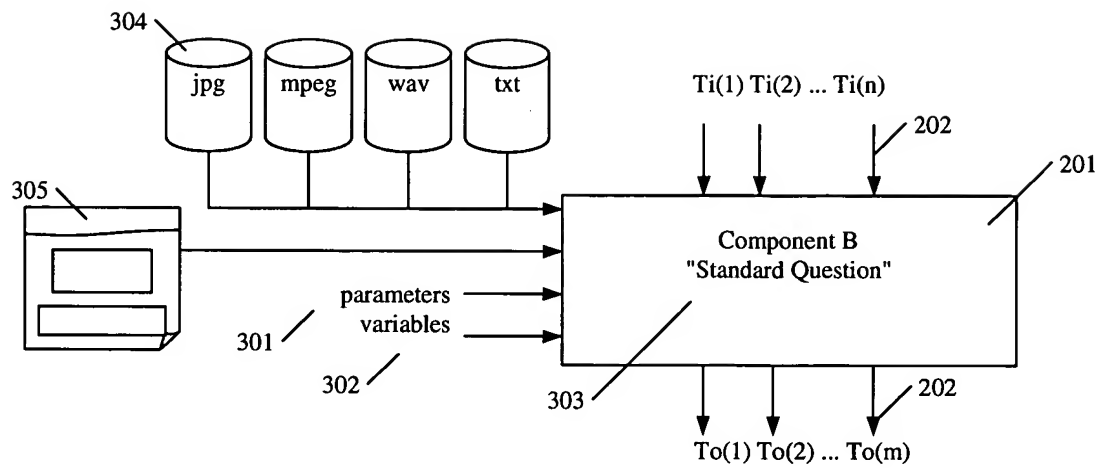 304
jpg mpeg wav txt
Ti(1) Ti(2) ... Ti(n)
202
201
305
Component B
"Standard Question"
parameters
variables
301
302
303
202
To(1) To(2) ... To(m)